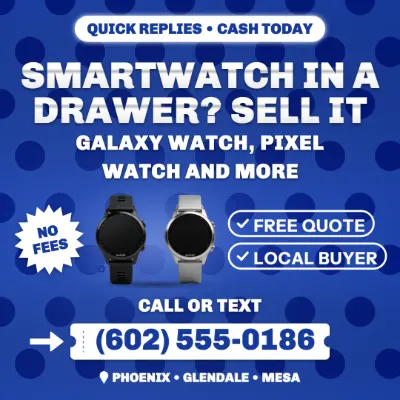 QUICK REPLIES • CASH TODAY
SMARTWATCH IN A
DRAWER? SELL IT
GALAXY WATCH, PIXEL
WATCH AND MORE
NO
FEES
FREE QUOTE
LOCAL BUYER
CALL OR TEXT
(602) 555-0186
PHOENIX • GLENDALE • MESA